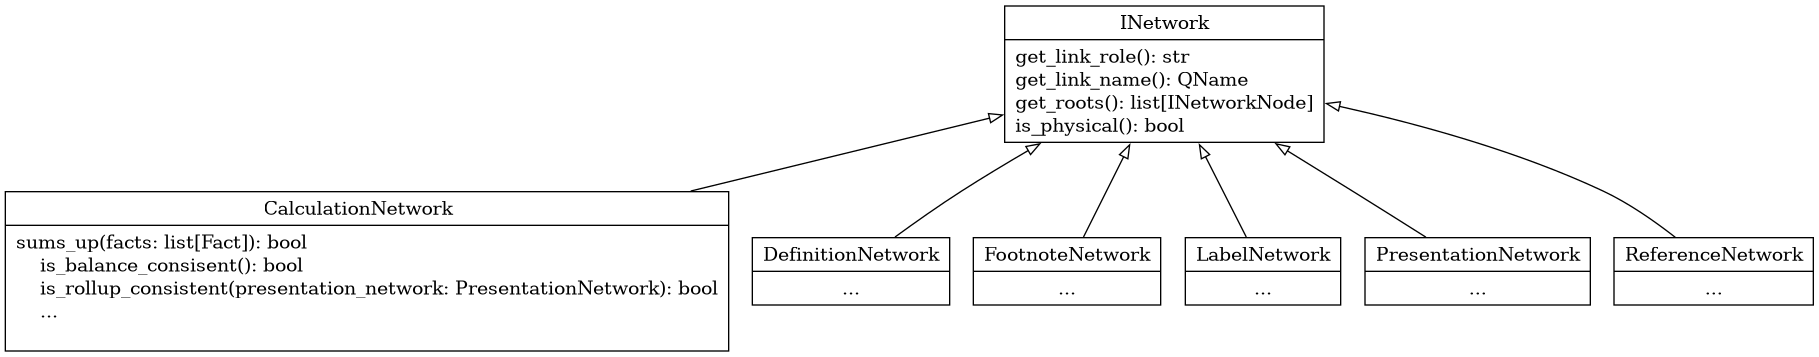 INetwork
get_link_role(): str
get_link_name(): QName
get_roots(): list[INetworkNode]
is_physical(): bool
CalculationNetwork
sums_up(facts: list[Fact]): bool
is_balance_consisent(): bool
is_rollup_consistent(presentation_network: PresentationNetwork): bool
...
DefinitionNetwork
...
FootnoteNetwork
...
LabelNetwork
...
PresentationNetwork
...
ReferenceNetwork
...